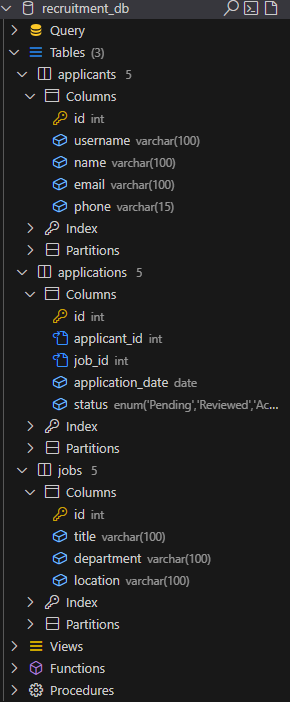 recruitment_db
Query
Tables (3)
applicants 5
Columns
id int
username varchar(100)
name varchar(100)
email varchar(100)
phone varchar(15)
Index
Partitions
applications 5
Columns
id int
applicant_id int
job_id int
application_date date
status enum('Pending','Reviewed','Ac...
Index
Partitions
jobs 5
Columns
id int
title varchar(100)
department varchar(100)
location varchar(100)
Index
Partitions
Views
Functions
Procedures